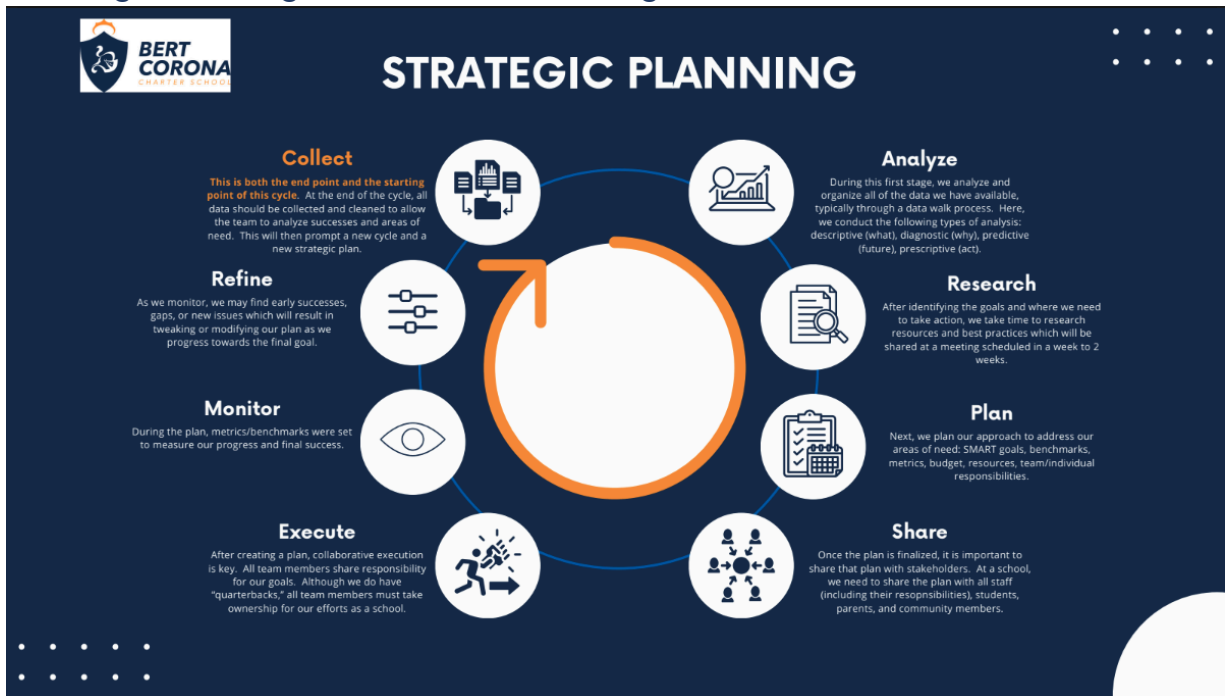 BERT
CORONA
CHARTER SCHOOL
STRATEGIC PLANNING
Collect
This is both the end point and the starting
point of this cycle. At the end of the cycle, all
data should be collected and cleaned to allow
the team to analyze successes and areas of
need. This will then prompt a new cycle and a
new strategic plan.
Analyze
During this first stage, we analyze and
organize all of the data we have available,
typically through a data walk process. Here,
we conduct the following types of analysis:
descriptive (what), diagnostic (why), predictive
(future), prescriptive (act).
Refine
As we monitor, we may find early successes,
gaps, or new issues which will result in
tweaking or modifying our plan as we
progress towards the final goal.
Research
After identifying the goals and where we need
to take action, we take time to research
resources and best practices which will be
shared at a meeting scheduled in a week to 2
weeks.
Monitor
During the plan, metrics/benchmarks were set
to measure our progress and final success.
Plan
Next, we plan our approach to address our
areas of need: SMART goals, benchmarks,
metrics, budget, resources, team/individual
responsibilities.
Execute
After creating a plan, collaborative execution
is key. All team members share responsibility
for our goals. Although we do have
"quarterbacks," all team members must take
ownership for our efforts as a school.
Share
Once the plan is finalized, it is important to
share that plan with stakeholders. At a school,
we need to share the plan with all staff
(including their resopnsibilities), students,
parents, and community members.